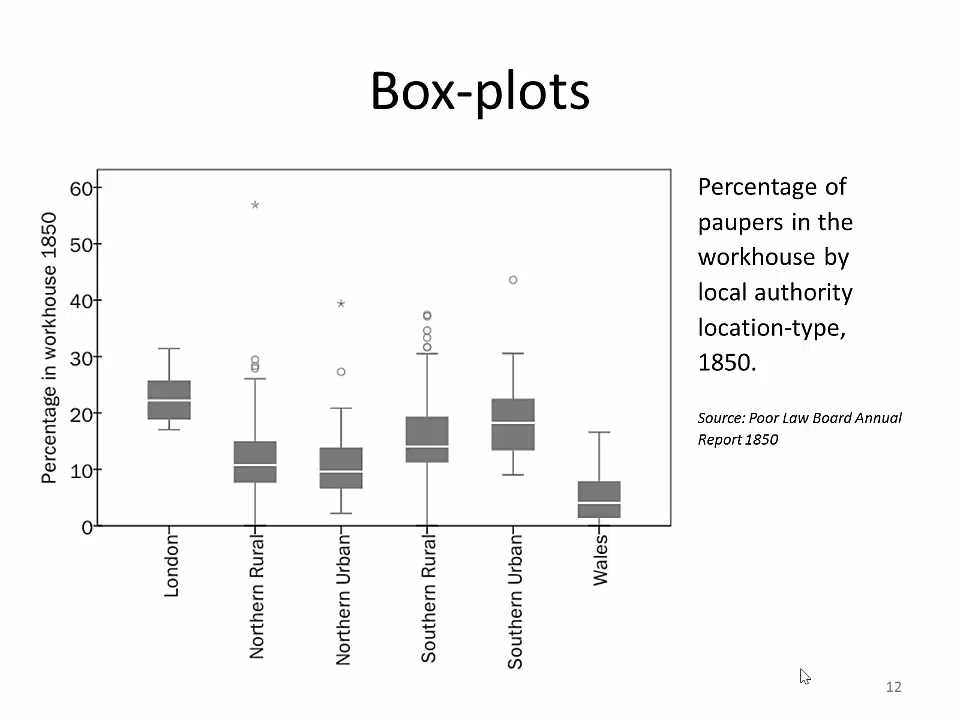 Box-plots
Percentage in workhouse 1850
60
50
40
30
20
10
0
London
Northern Rural
Northern Urban
Southern Rural
Southern Urban
Wales
Percentage of
paupers in the
workhouse by
local authority
location-type,
1850.
Source: Poor Law Board Annual
Report 1850
12